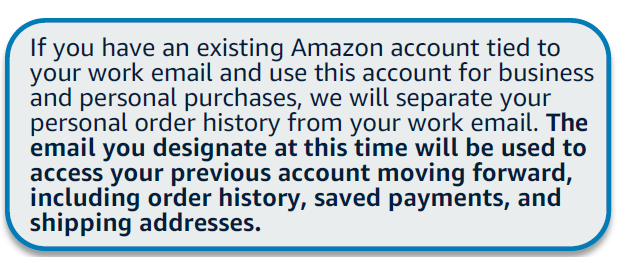 If you have an existing Amazon account tied to
your work email and use this account for business
and personal purchases, we will separate your
personal order history from your work email. The
email you designate at this time will be used to
access your previous account moving forward,
including order history, saved payments, and
shipping addresses.